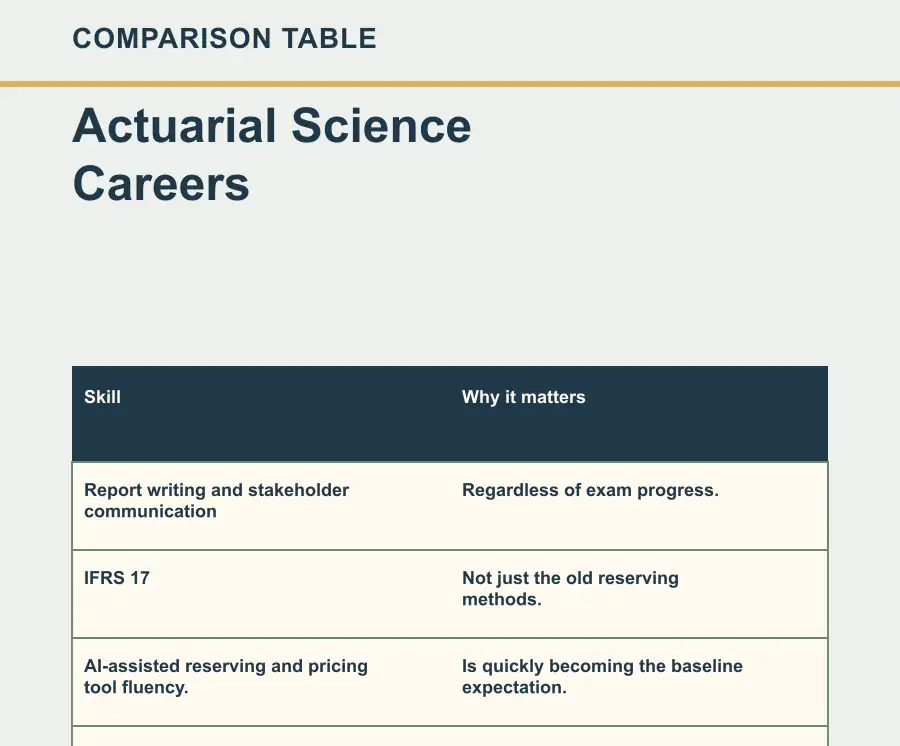 COMPARISON TABLE
Actuarial Science
Careers
Skill
Why it matters
Report writing and stakeholder
communication
Regardless of exam progress.
IFRS 17
Not just the old reserving
methods.
AI-assisted reserving and pricing
tool fluency.
Is quickly becoming the baseline
expectation.